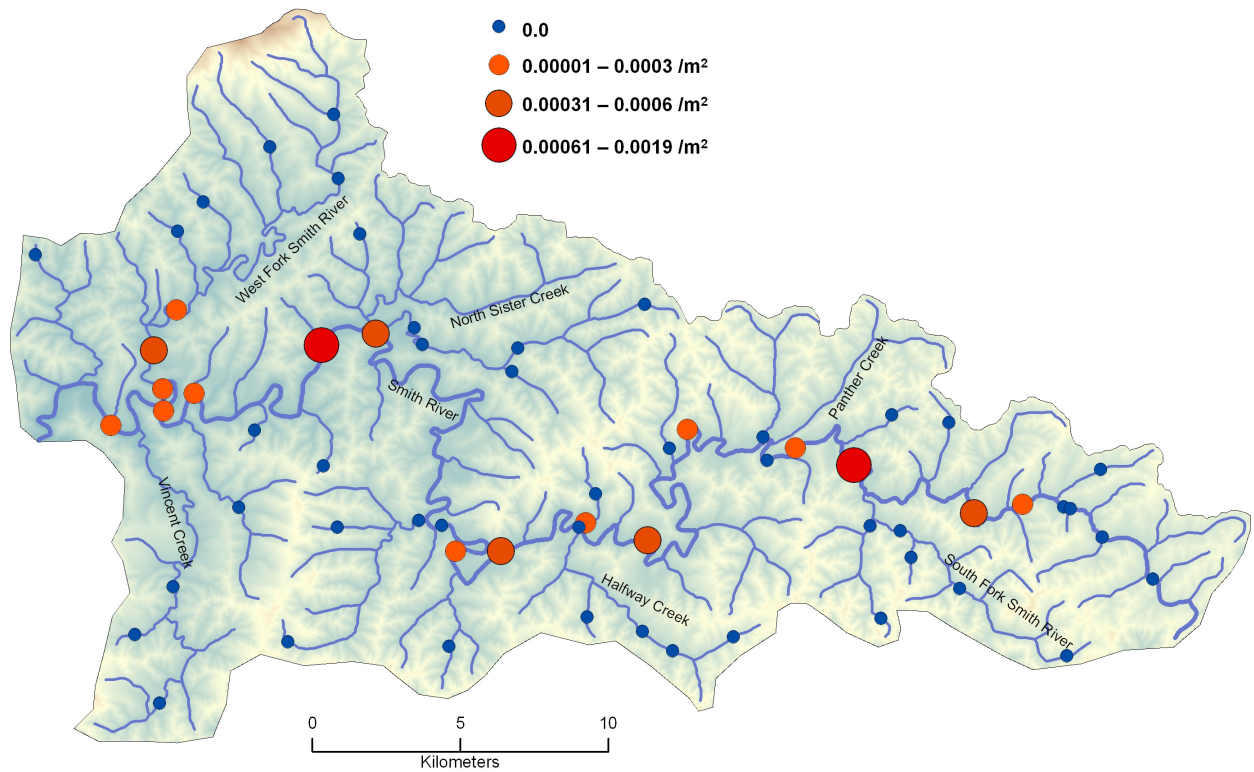 0.0
0.00001 – 0.0003 /m²
0.00031 – 0.0006 /m²
0.00061 – 0.0019 /m²
West Fork Smith River
North Sister Creek
Smith River
Panther Creek
Vincent Creek
Halfway Creek
South Fork Smith River
0 5 10
Kilometers